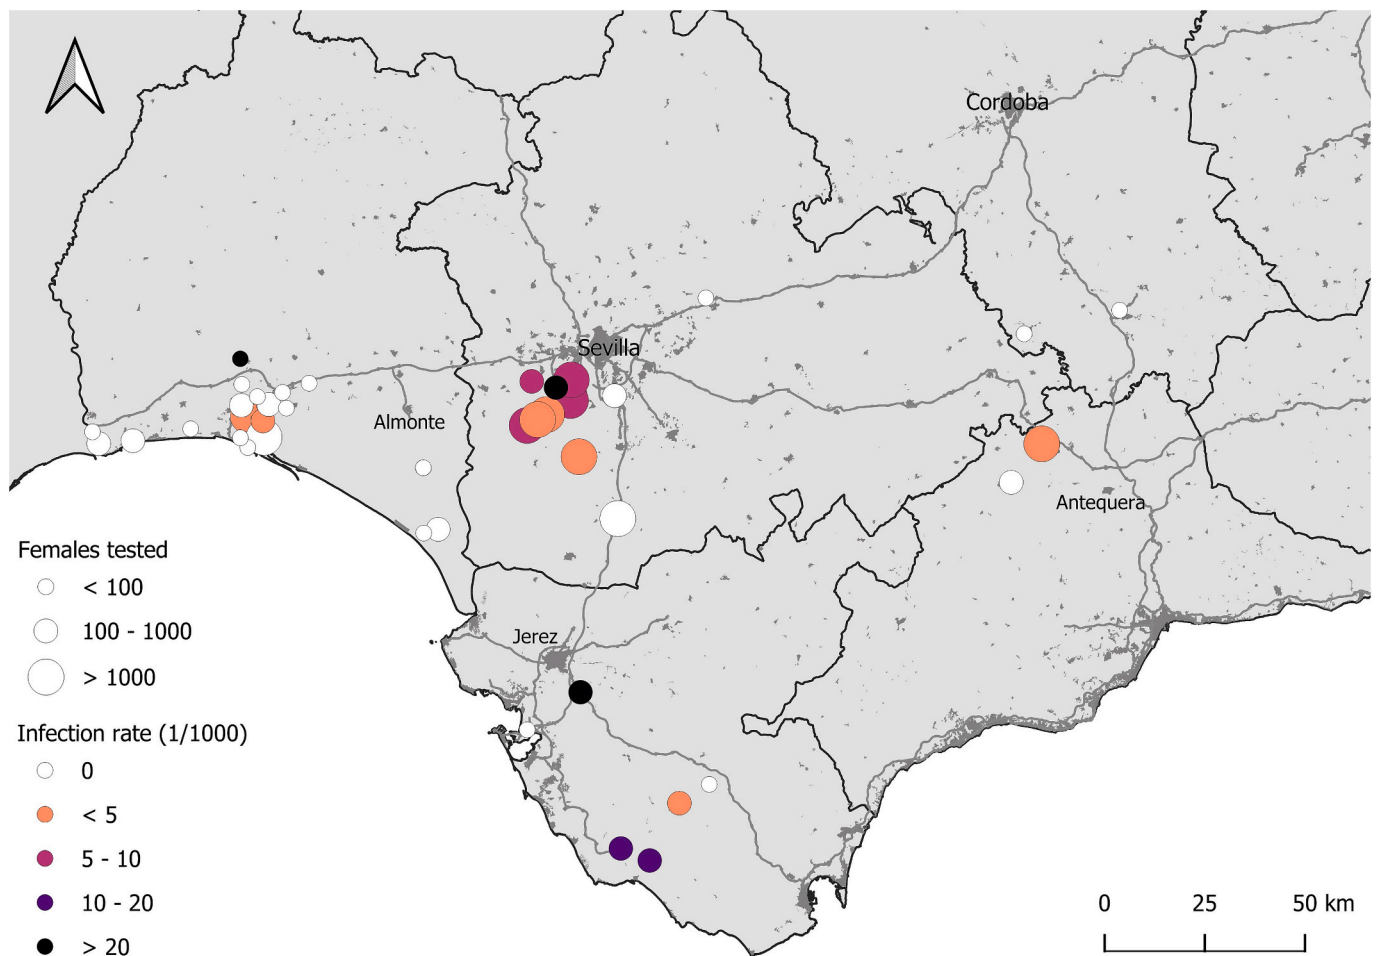 Cordoba
Sevilla
Almonte
Antequera
Jerez
Females tested
< 100
100 - 1000
> 1000
Infection rate (1/1000)
0
< 5
5 - 10
10 - 20
> 20
0 25 50 km